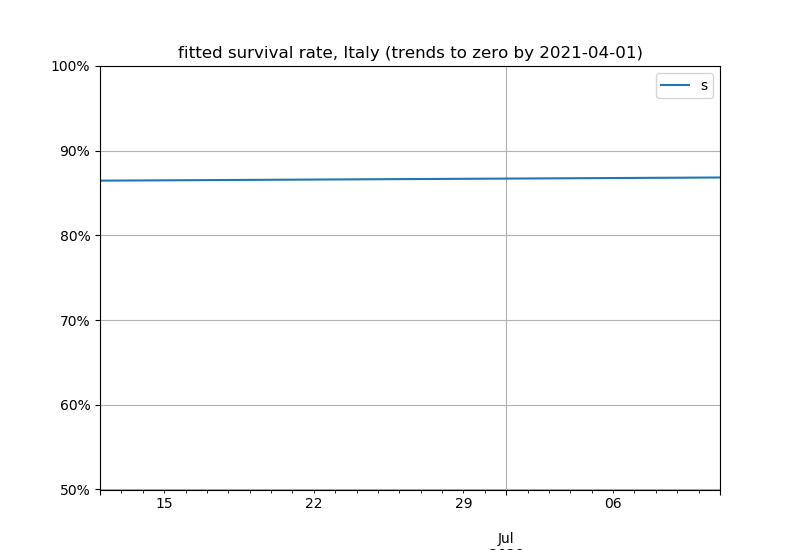 fitted survival rate, Italy (trends to zero by 2021-04-01)
100%
s
90%
80%
70%
60%
50%
15 22 29 06
Jul